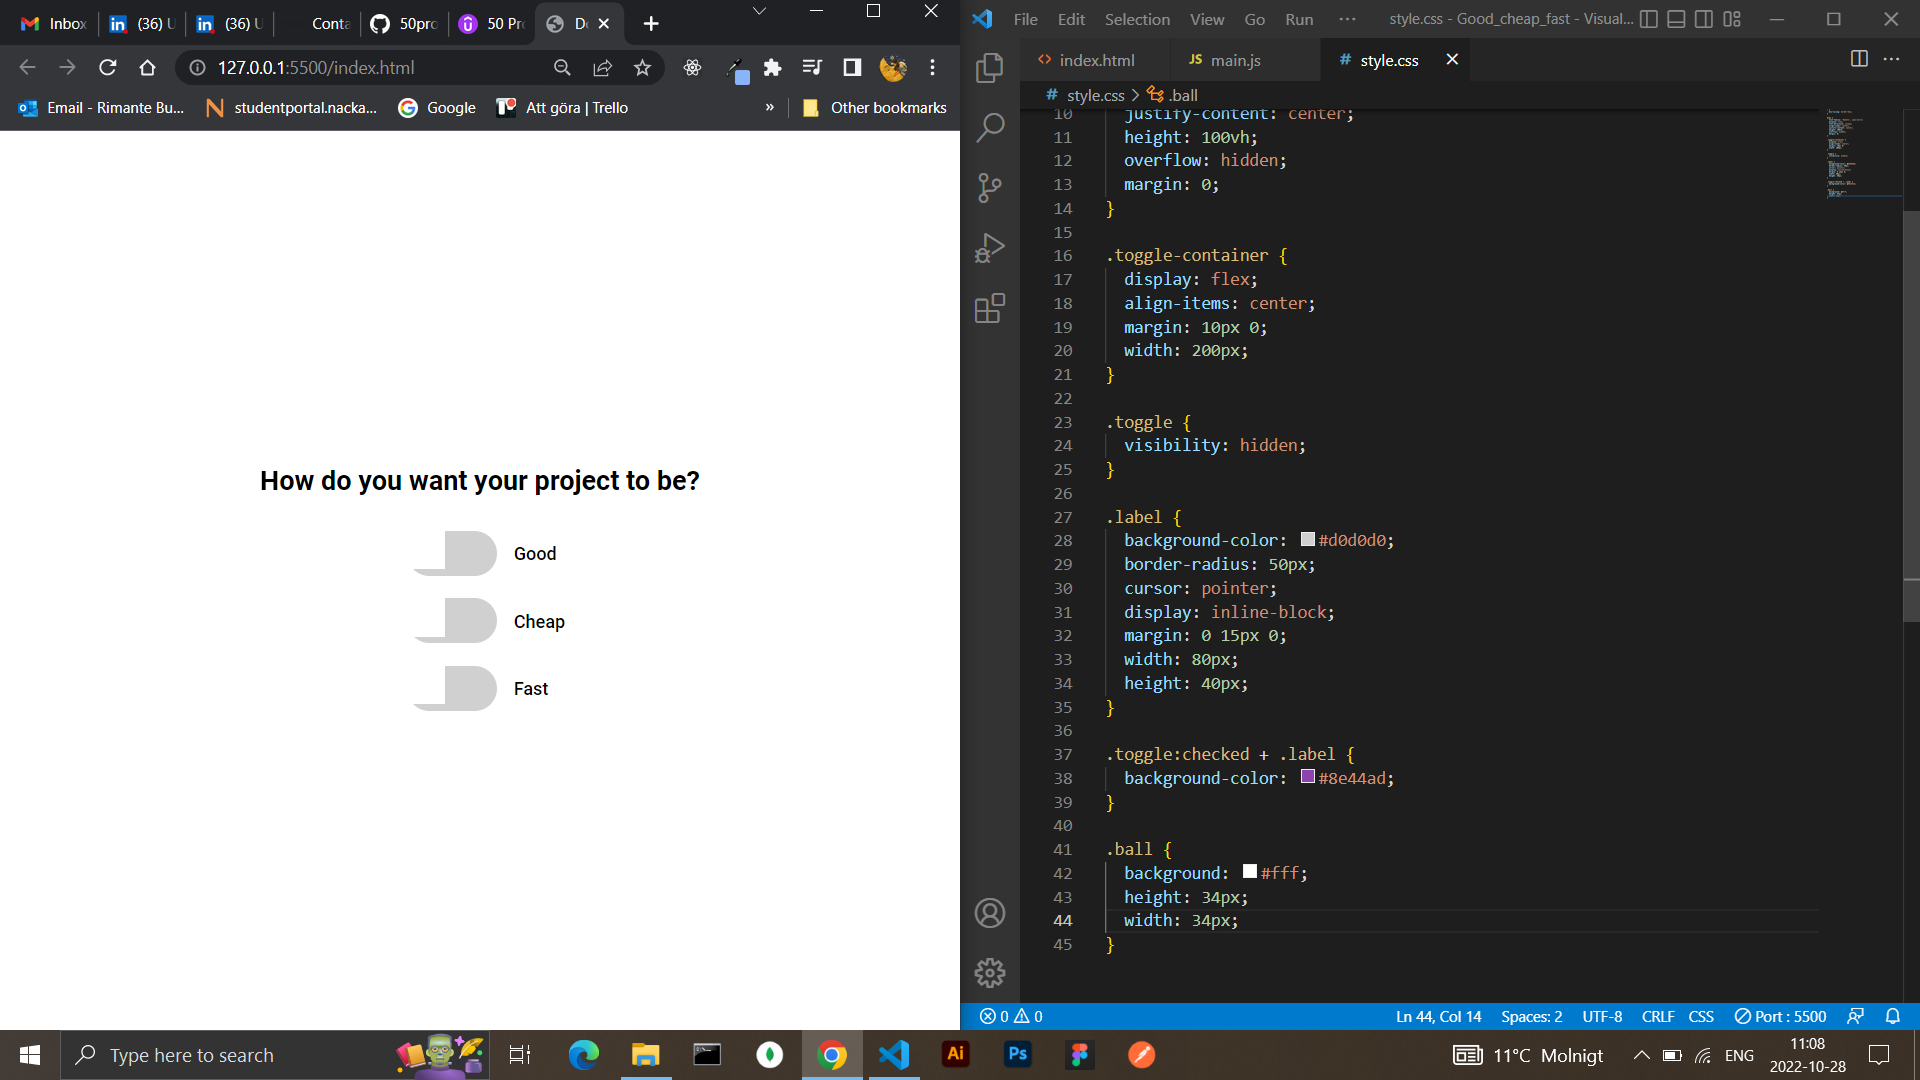 Inbox
(36) U
(36) U
Conta
50pro
50 Pr
D
127.0.0.1:5500/index.html
Email - Rimante Bu...
studentportal.nacka...
Google
Att göra | Trello
»
Other bookmarks
How do you want your project to be?
Good
Cheap
Fast
File Edit Selection View Go Run ···
style.css - Good_cheap_fast - Visual...
index.html
JS main.js
# style.css
# style.css > .ball
10 justify-content: center;
11 height: 100vh;
12 overflow: hidden;
13 margin: 0;
14 }
15
16 .toggle-container {
17 display: flex;
18 align-items: center;
19 margin: 10px 0;
20 width: 200px;
21 }
22
23 .toggle {
24 visibility: hidden;
25 }
26
27 .label {
28 background-color: #d0d0d0;
29 border-radius: 50px;
30 cursor: pointer;
31 display: inline-block;
32 margin: 0 15px 0;
33 width: 80px;
34 height: 40px;
35 }
36
37 .toggle:checked + .label {
38 background-color: #8e44ad;
39 }
40
41 .ball {
42 background: #fff;
43 height: 34px;
44 width: 34px;
45 }
0 0
Ln 44, Col 14 Spaces: 2 UTF-8 CRLF CSS Port : 5500
Type here to search
Ai
Ps
11°C Molnigt
ENG
11:08
2022-10-28